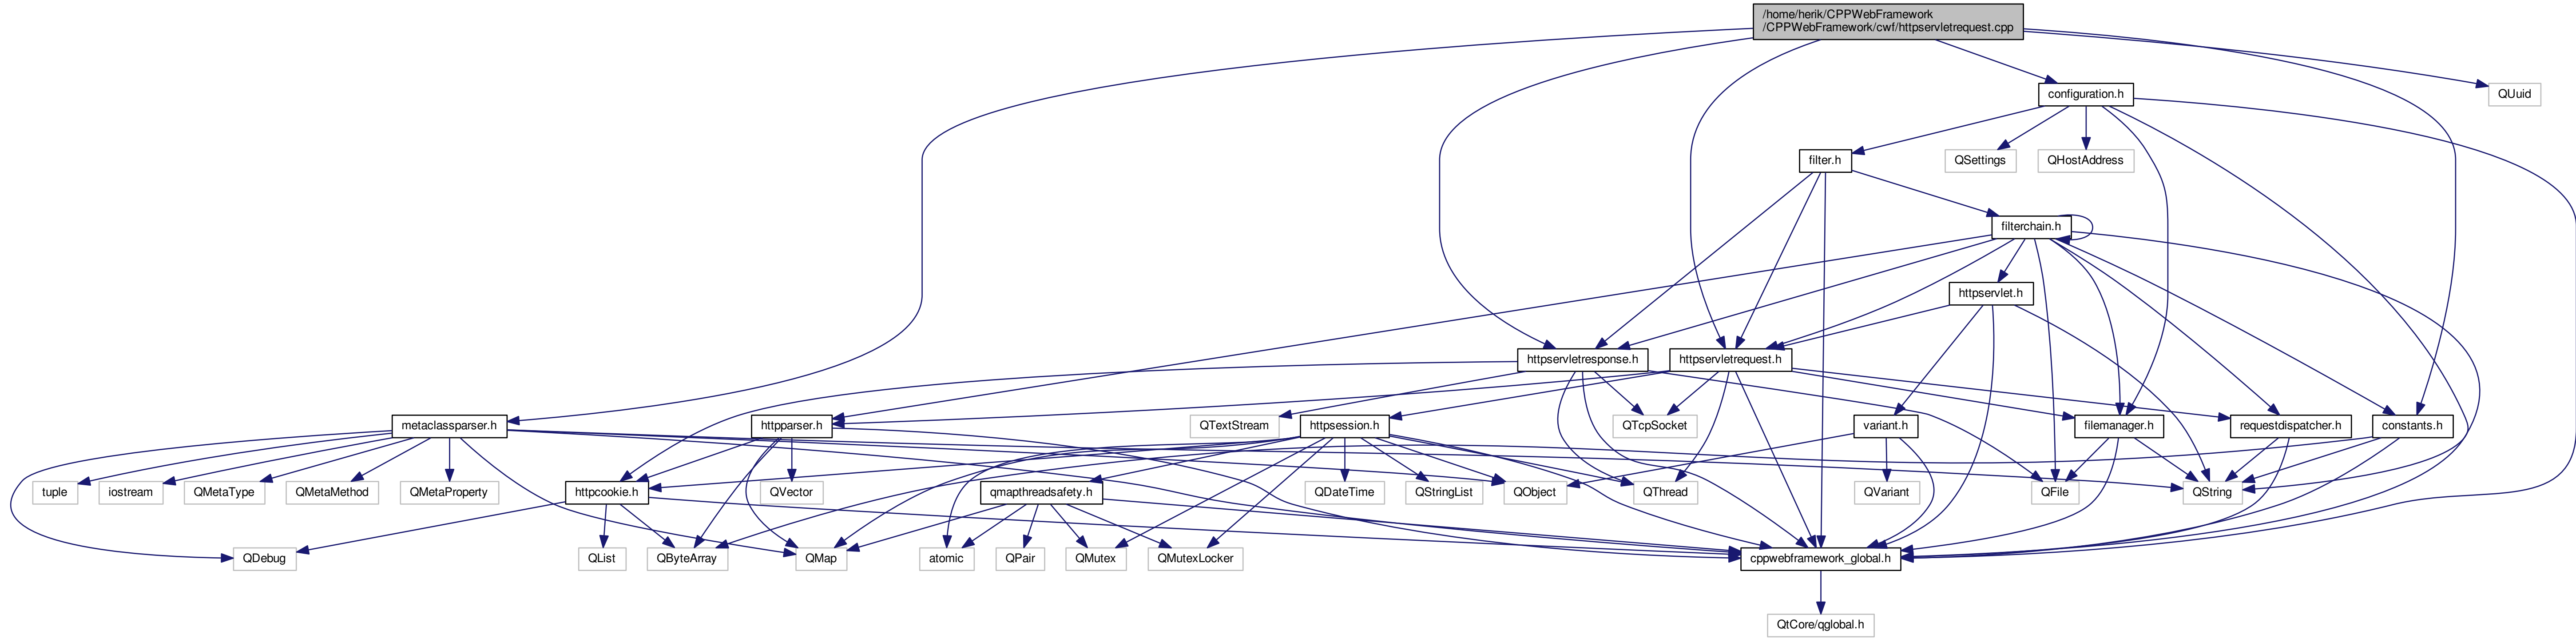 /home/herik/CPPWebFramework
/CPPWebFramework/cwf/httpservletrequest.cpp
configuration.h
QUuid
filter.h
QSettings
QHostAddress
filterchain.h
httpservlet.h
httpservletresponse.h
httpservletrequest.h
metaclassparser.h
httpparser.h
QTextStream
httpsession.h
QTcpSocket
variant.h
filemanager.h
requestdispatcher.h
constants.h
tuple
iostream
QMetaType
QMetaMethod
QMetaProperty
httpcookie.h
QVector
qmapthreadsafety.h
QDateTime
QStringList
QObject
QThread
QVariant
QFile
QString
QDebug
QList
QByteArray
QMap
atomic
QPair
QMutex
QMutexLocker
cppwebframework_global.h
QtCore/qglobal.h